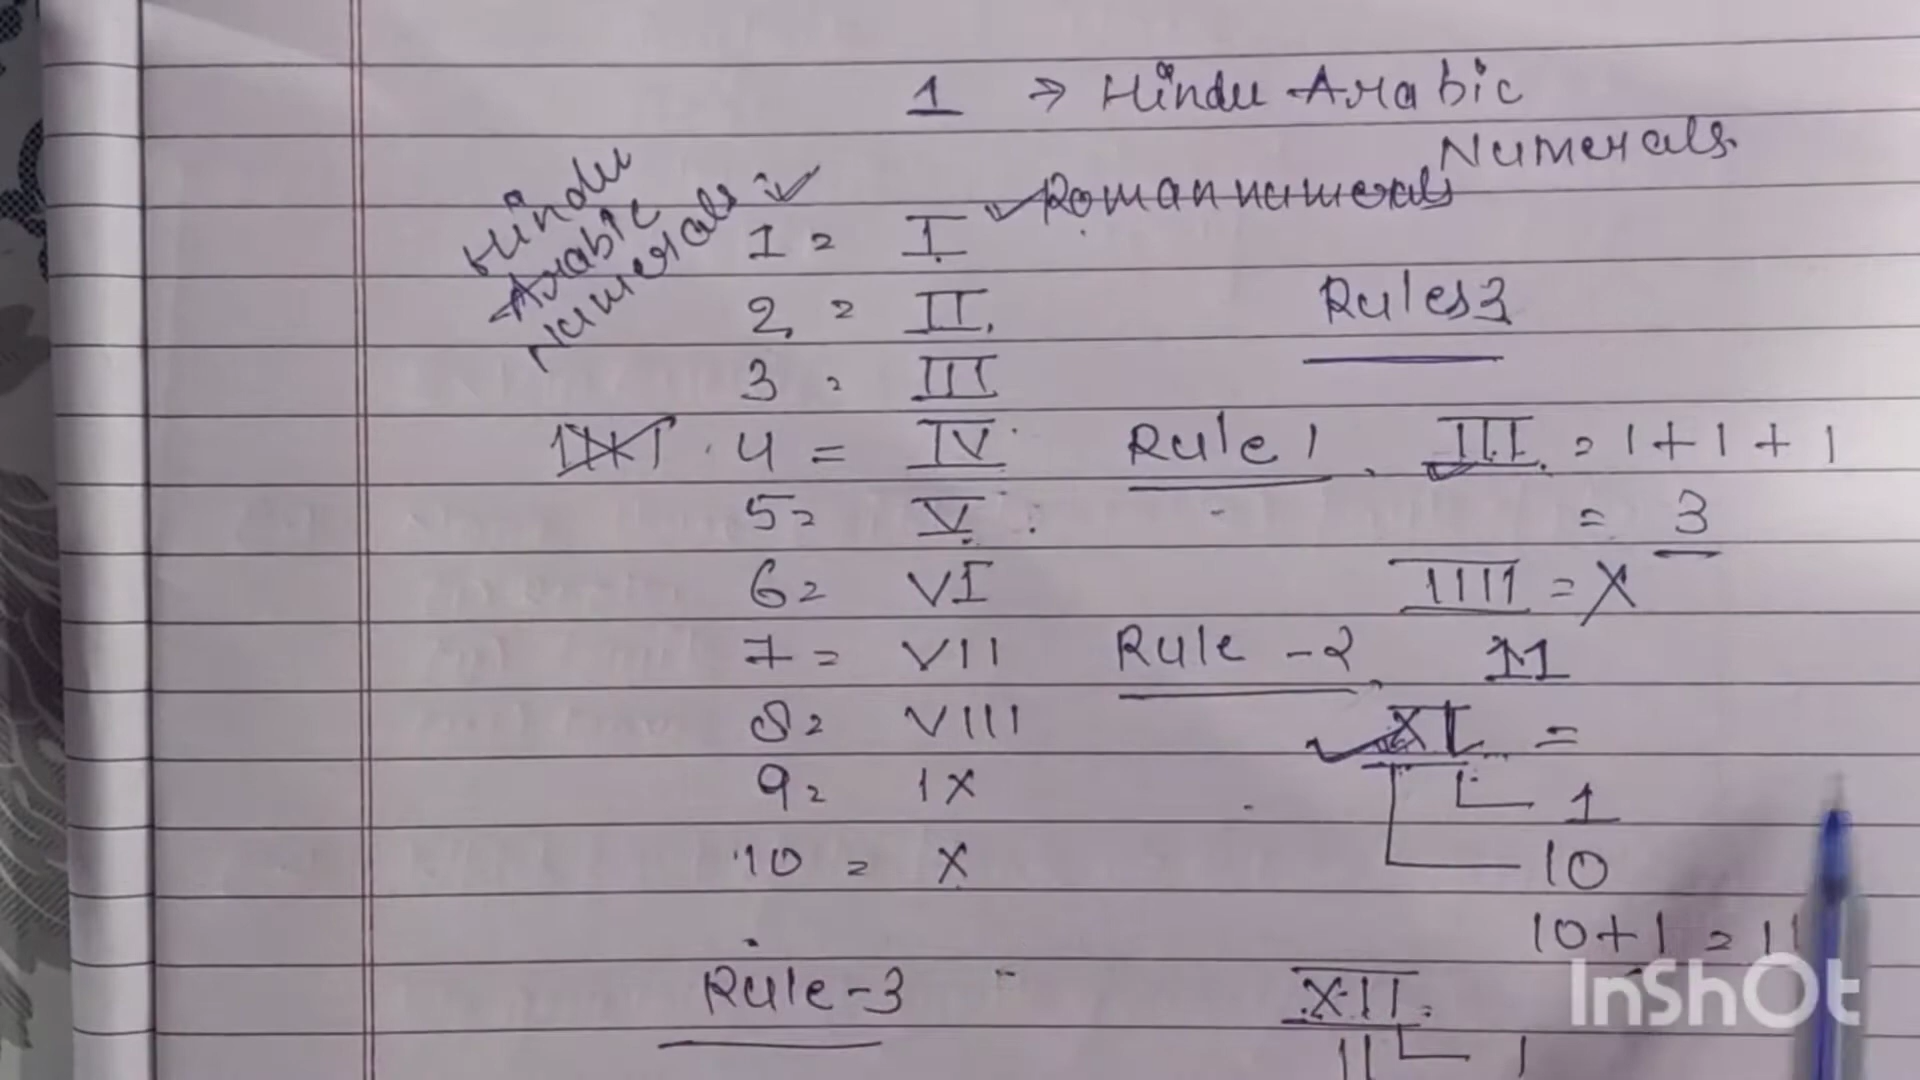 1 → Hindu Arabic
Numerals.
Hindu
Arabic
Numerals
Roman numerals
1 = I
2 = II
3 = III
Rules 3
IIII 4 = IV
Rule 1 III = 1+1+1
5 = V
= 3
6 = VI
IIII = X
7 = VII
Rule -2 11
8 = VIII
XI =
9 = IX
1
10 = X
10
10+1 = 11
Rule-3
XII
1
InShOt